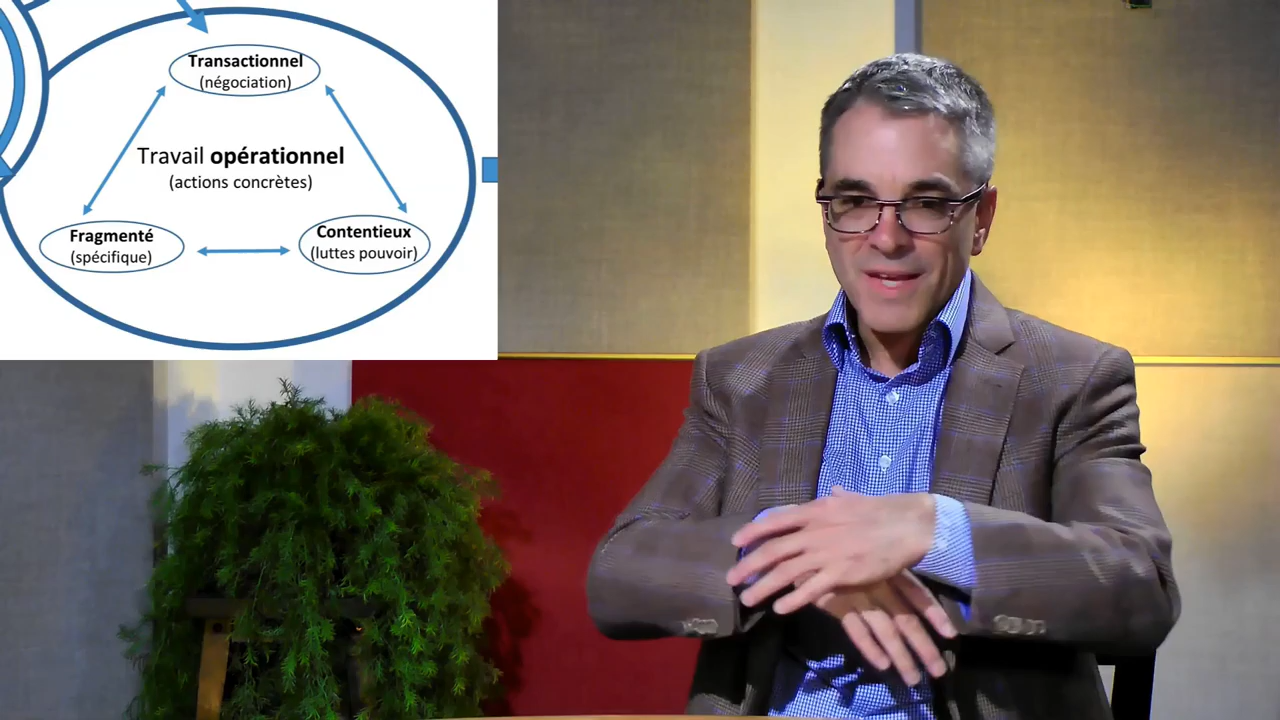 Transactionnel
(négociation)
Travail opérationnel
(actions concrètes)
Fragmenté
(spécifique)
Contentieux
(luttes pouvoir)